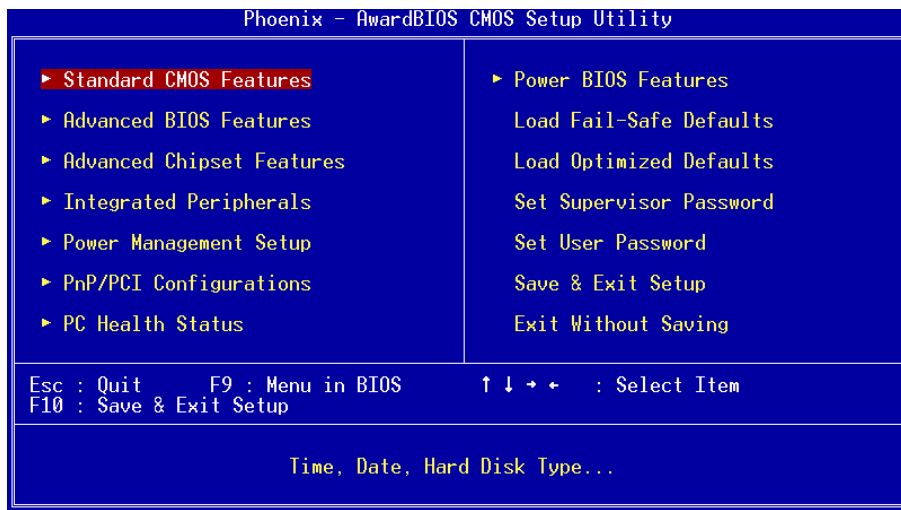 Phoenix - AwardBIOS CMOS Setup Utility
► Standard CMOS Features
► Advanced BIOS Features
► Advanced Chipset Features
► Integrated Peripherals
► Power Management Setup
► PnP/PCI Configurations
► PC Health Status
► Power BIOS Features
Load Fail-Safe Defaults
Load Optimized Defaults
Set Supervisor Password
Set User Password
Save & Exit Setup
Exit Without Saving
Esc : Quit F9 : Menu in BIOS ↑ ↓ → ← : Select Item
F10 : Save & Exit Setup
Time, Date, Hard Disk Type...